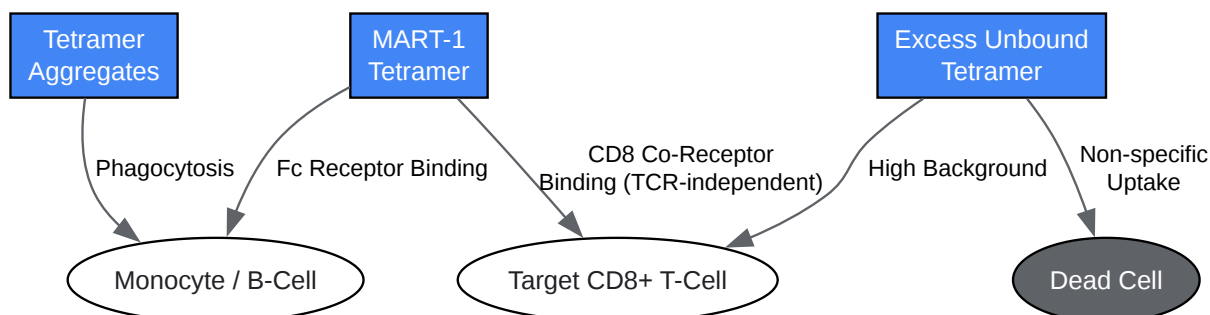 Tetramer
Aggregates
MART-1
Tetramer
Excess Unbound
Tetramer
Phagocytosis
Fc Receptor Binding
CD8 Co-Receptor
Binding (TCR-independent)
High Background
Non-specific
Uptake
Monocyte / B-Cell
Target CD8+ T-Cell
Dead Cell